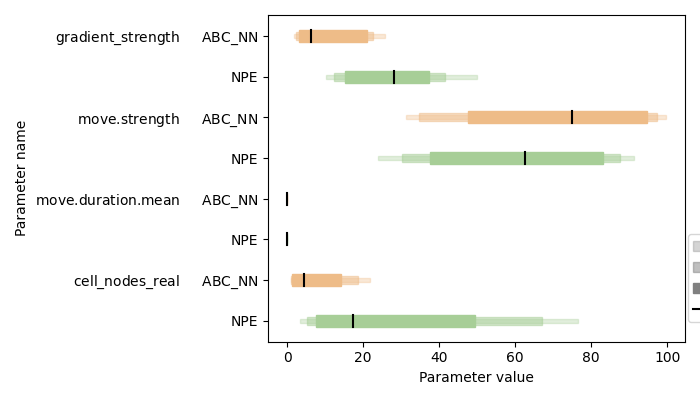 gradient_strength ABC_NN
NPE
move.strength ABC_NN
NPE
move.duration.mean ABC_NN
NPE
cell_nodes_real ABC_NN
NPE
Parameter name
0 20 40 60 80 100
Parameter value